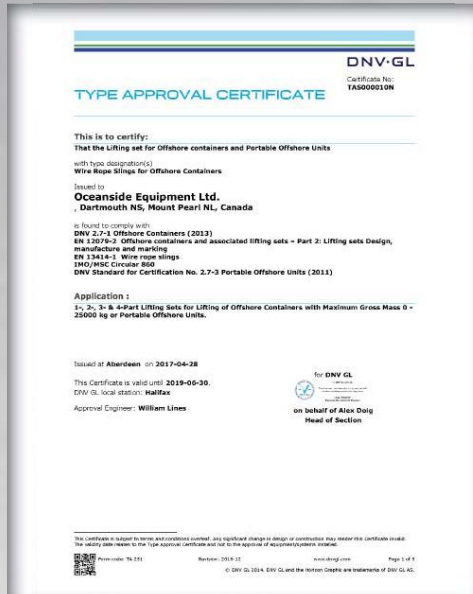 DNV·GL
Certificate No:
TAS000010N
TYPE APPROVAL CERTIFICATE
This is to certify:
That the Lifting set for Offshore containers and Portable Offshore Units
with type designation(s)
Wire Rope Slings for Offshore Containers
Issued to
Oceanside Equipment Ltd.
, Dartmouth NS, Mount Pearl NL, Canada
is found to comply with
DNV 2.7-1 Offshore Containers (2013)
EN 12079-2 Offshore containers and associated lifting sets – Part 2: Lifting sets Design,
manufacture and marking
EN 13414-1 Wire rope slings
IMO/MSC Circular 860
DNV Standard for Certification No. 2.7-3 Portable Offshore Units (2011)
Application :
1-, 2-, 3- & 4-Part Lifting Sets for Lifting of Offshore Containers with Maximum Gross Mass 0 -
25000 kg or Portable Offshore Units.
Issued at Aberdeen on 2017-04-28
This Certificate is valid until 2019-06-30.
DNV GL local station: Halifax
Approval Engineer: William Lines
for DNV GL
on behalf of Alex Doig
Head of Section
This Certificate is subject to terms and conditions overleaf. Any significant change in design or construction may render this Certificate invalid.
The validity date relates to the Type Approval Certificate and not to the approval of equipment/systems installed.
Form code: TA 251
Revision: 2016-12
www.dnvgl.com
Page 1 of 3
© DNV GL 2014. DNV GL and the Horizon Graphic are trademarks of DNV GL AS.